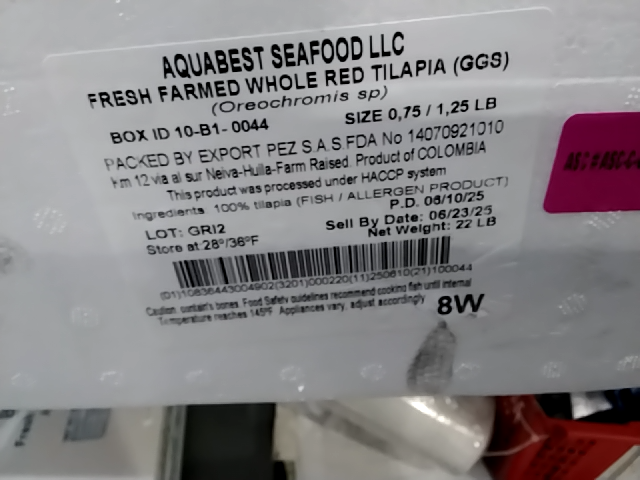 AQUABEST SEAFOOD LLC
FRESH FARMED WHOLE RED TILAPIA (GGS)
(Oreochromis sp)
BOX ID 10-B1-0044 SIZE 0,75 / 1,25 LB
PACKED BY EXPORT PEZ S.A.S FDA No 14070921010
Km 12 via al sur Neiva-Huila-Farm Raised. Product of COLOMBIA
This product was processed under HACCP system
Ingredients: 100% tilapia (FISH / ALLERGEN PRODUCT)
P.D. 06/10/25
LOT: GRI2 Sell By Date: 06/23/25
Store at 28°/36°F Net Weight: 22 LB
(01)10836443004902(3201)000220(11)250610(21)100044
Caution, contain's bones. Food Safety guidelines recommend cooking fish until internal
Temperature reaches 145°F. Appliances vary, adjust accordingly
8W